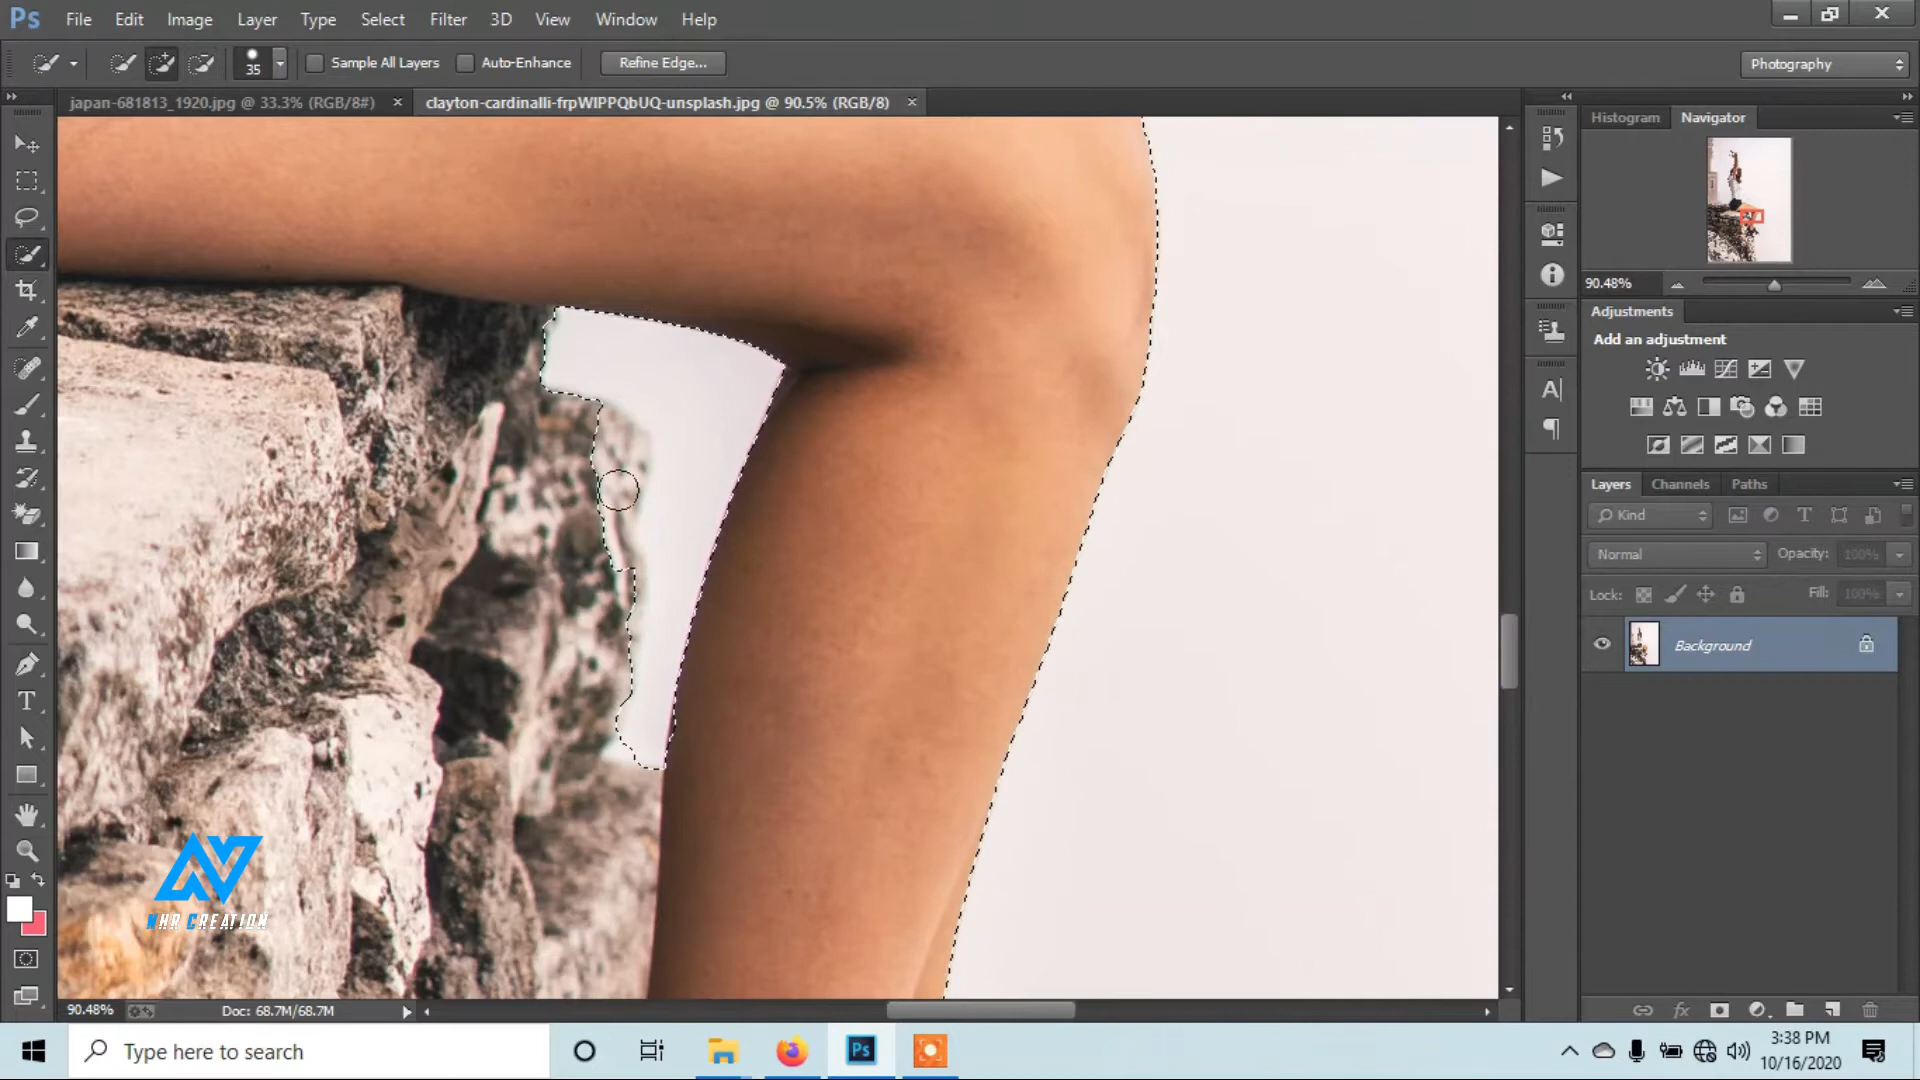 Ps File Edit Image Layer Type Select Filter 3D View Window Help
35 Sample All Layers Auto-Enhance Refine Edge... Photography
japan-681813_1920.jpg @ 33.3% (RGB/8#) × clayton-cardinalli-frpWIPPQbUQ-unsplash.jpg @ 90.5% (RGB/8) ×
Histogram Navigator
90.48%
Adjustments
Add an adjustment
Layers Channels Paths
Kind
Normal Opacity: 100%
Lock: Fill: 100%
Background
NHR CREATION
90.48% Doc: 68.7M/68.7M
Type here to search
Ps
3:38 PM
10/16/2020